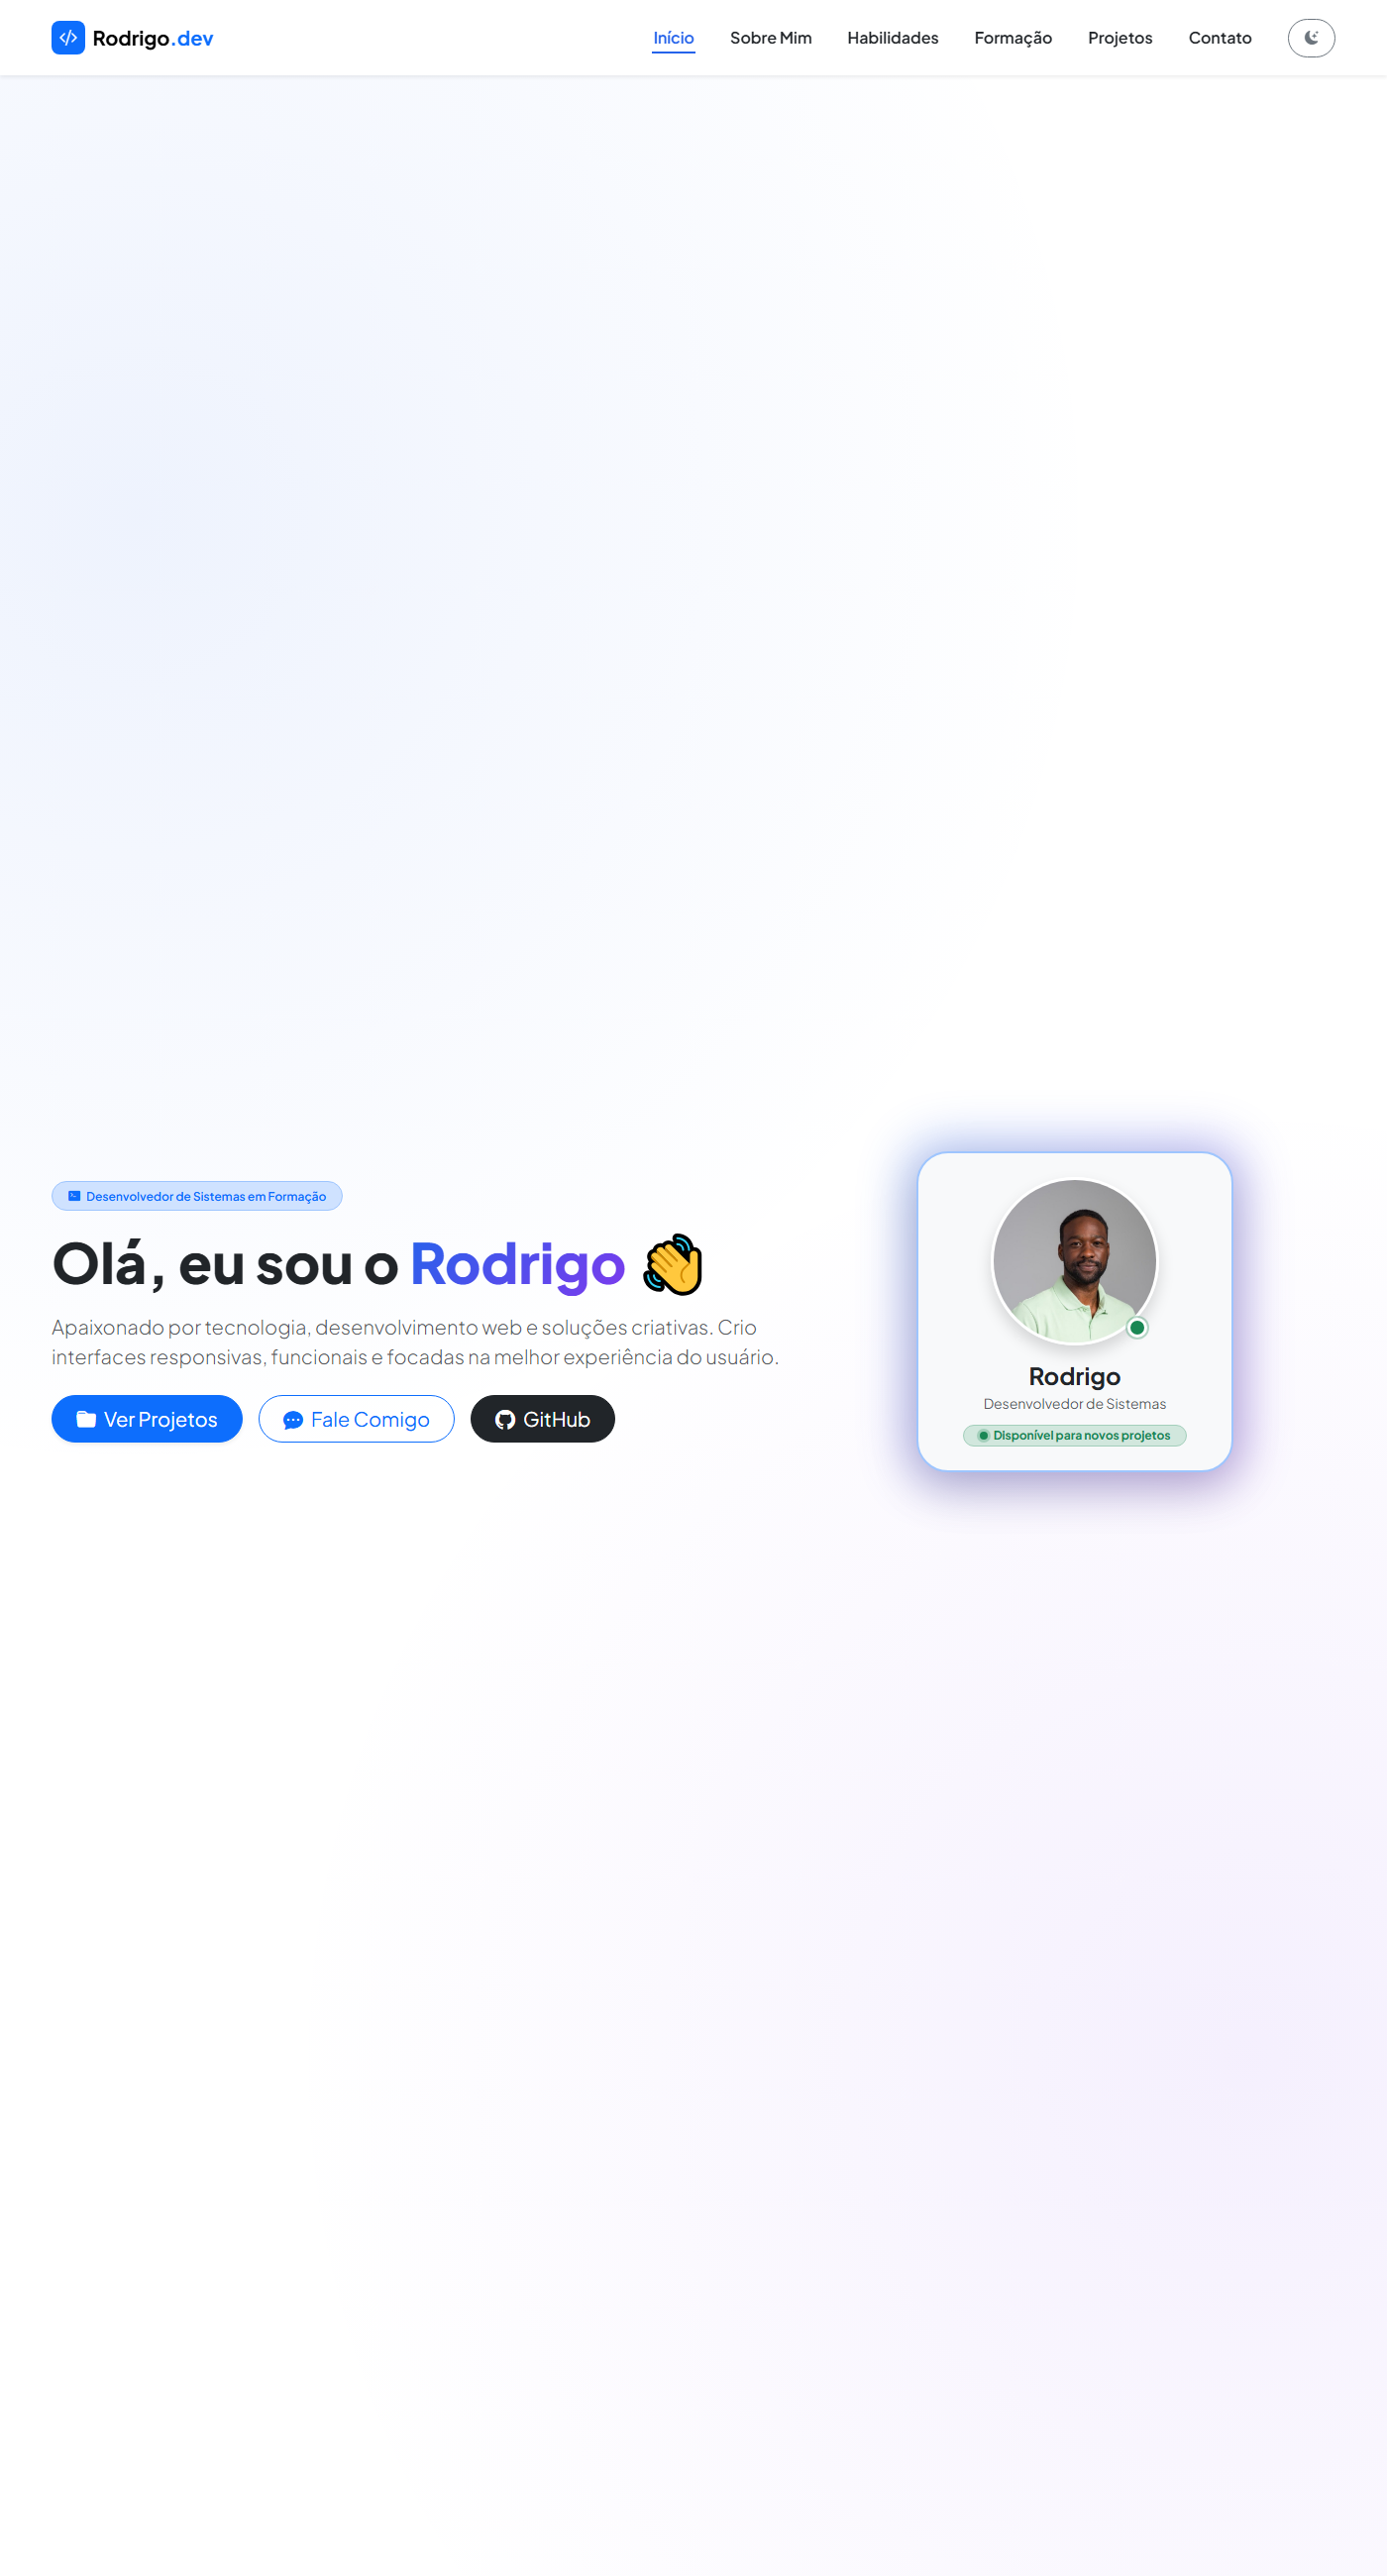 Rodrigo.dev
Início
Sobre Mim
Habilidades
Formação
Projetos
Contato
Desenvolvedor de Sistemas em Formação
Olá, eu sou o Rodrigo 👋
Apaixonado por tecnologia, desenvolvimento web e soluções criativas. Crio
interfaces responsivas, funcionais e focadas na melhor experiência do usuário.
Ver Projetos
Fale Comigo
GitHub
Rodrigo
Desenvolvedor de Sistemas
Disponível para novos projetos